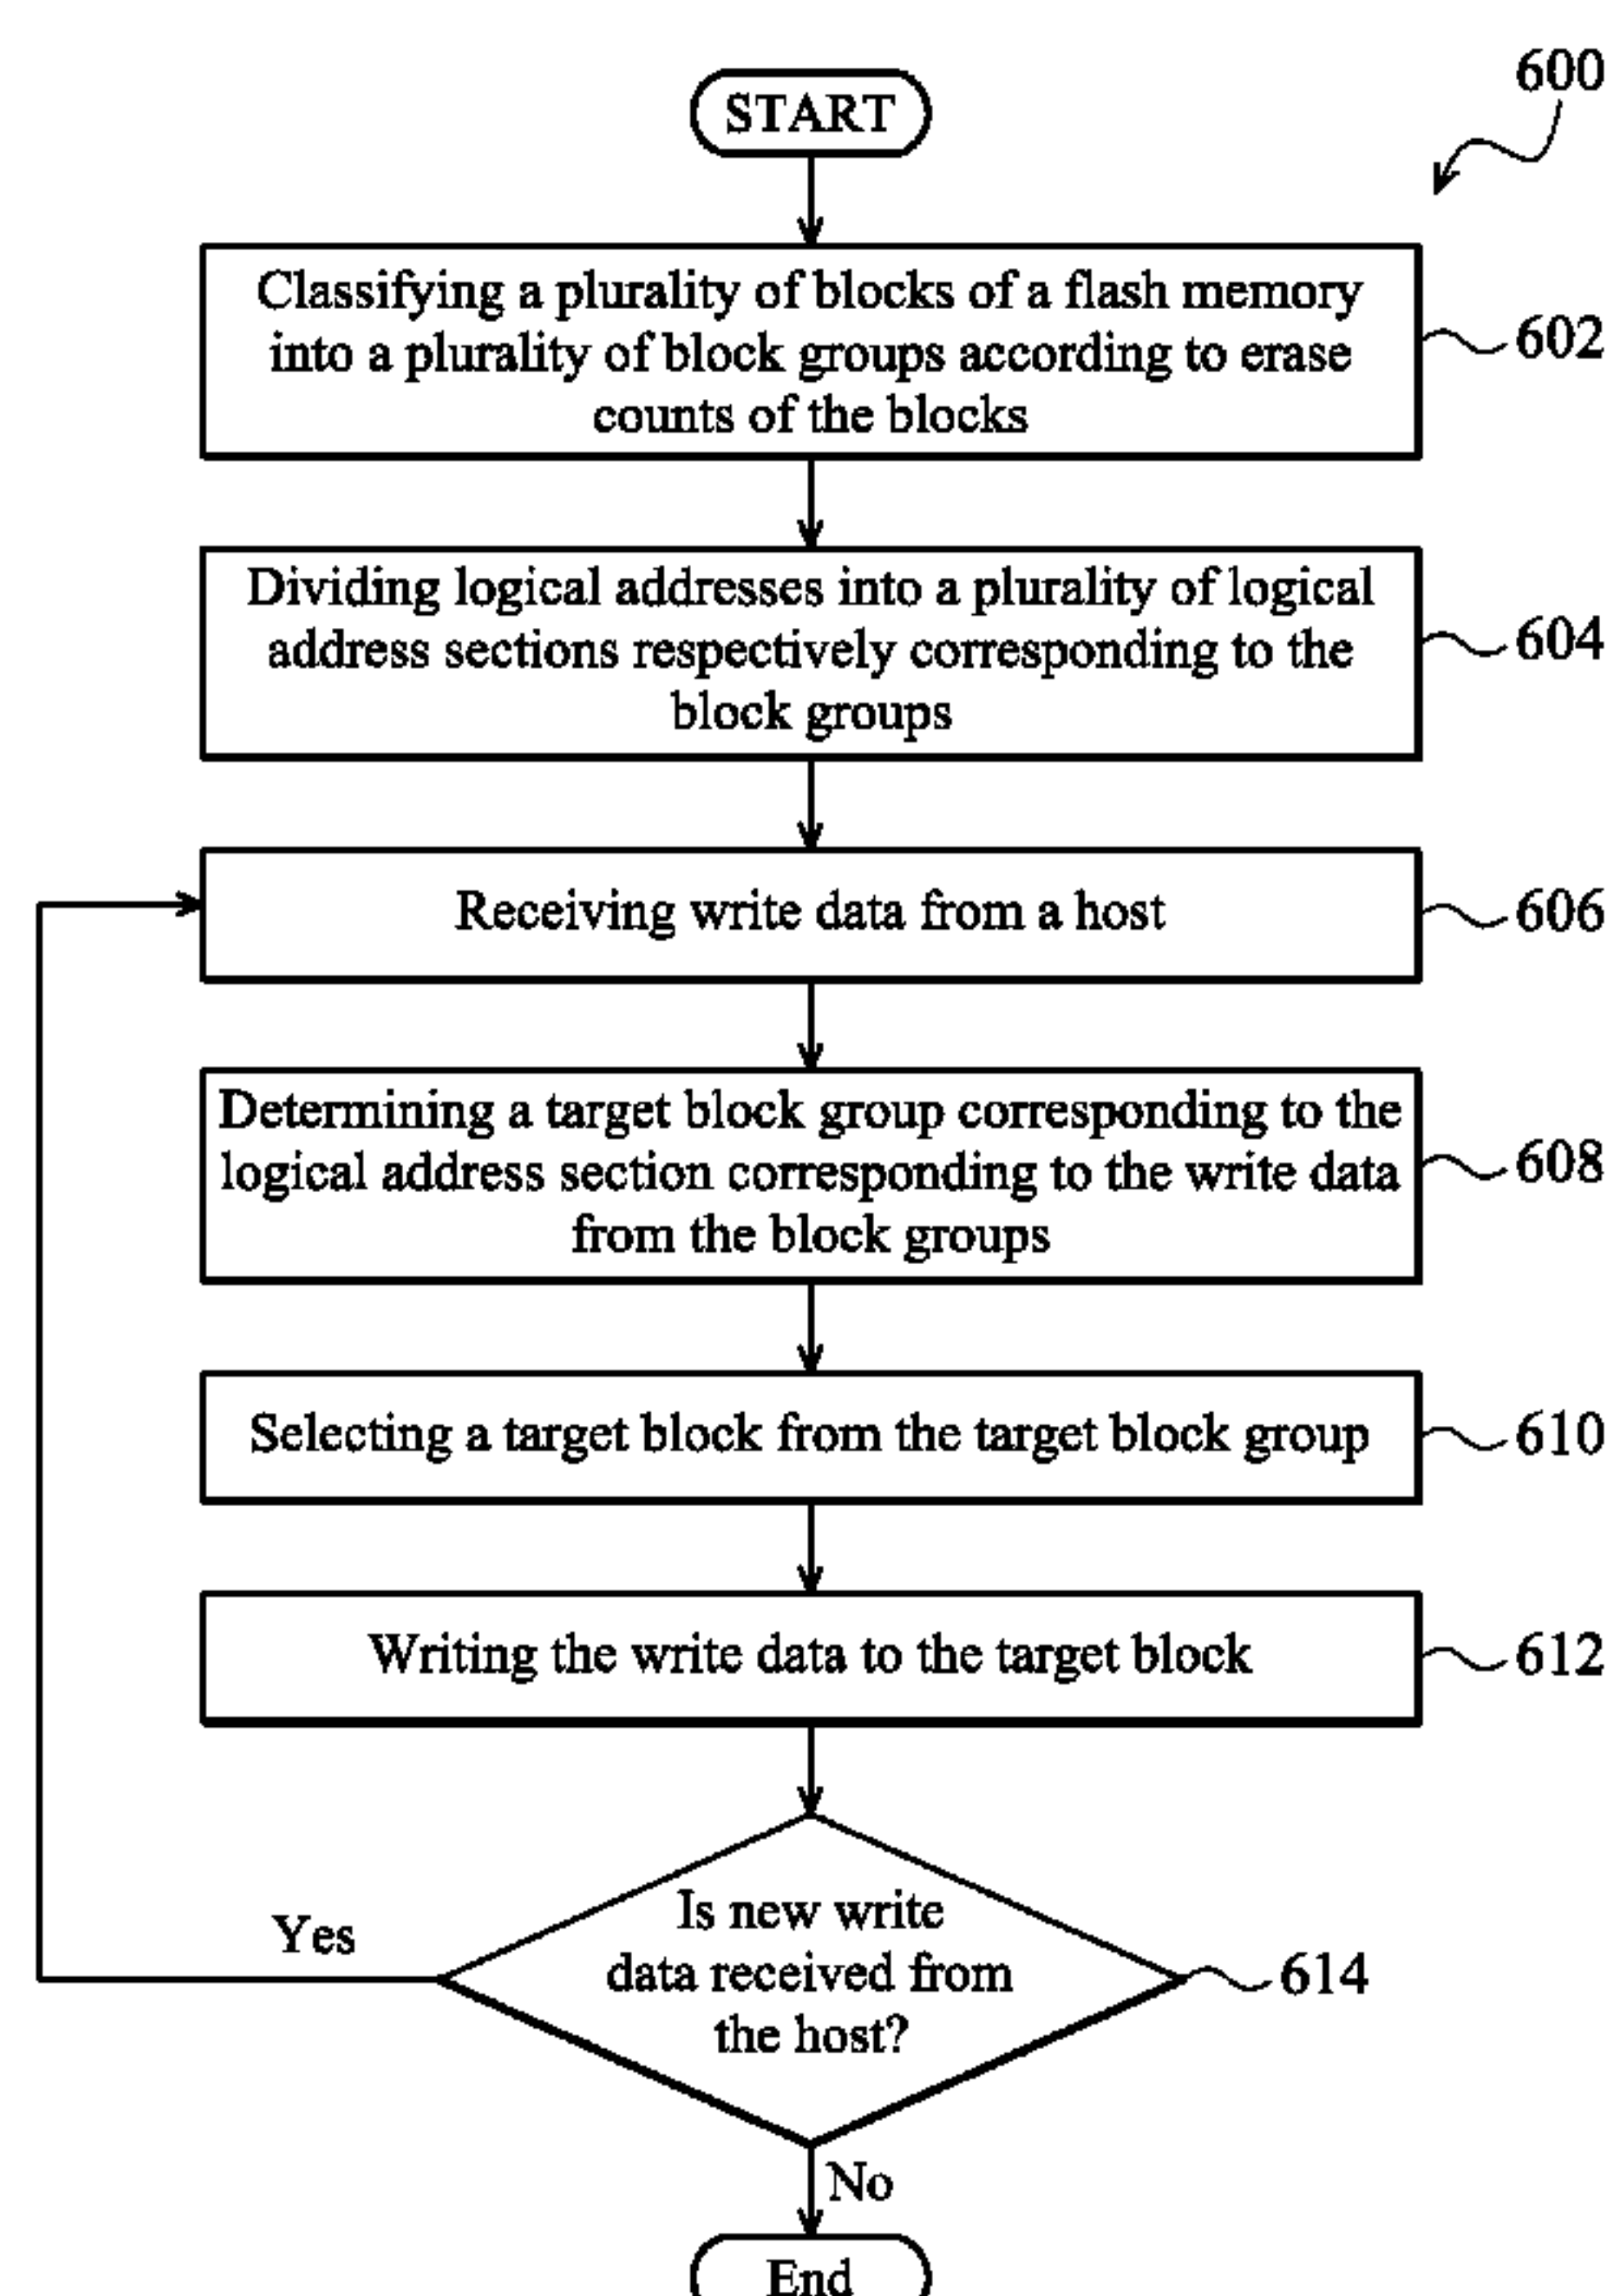 600
START
Classifying a plurality of blocks of a flash memory
into a plurality of block groups according to erase
counts of the blocks
602
Dividing logical addresses into a plurality of logical
address sections respectively corresponding to the
block groups
604
Receiving write data from a host
606
Determining a target block group corresponding to the
logical address section corresponding to the write data
from the block groups
608
Selecting a target block from the target block group
610
Writing the write data to the target block
612
Is new write
data received from
the host?
614
Yes
No
End